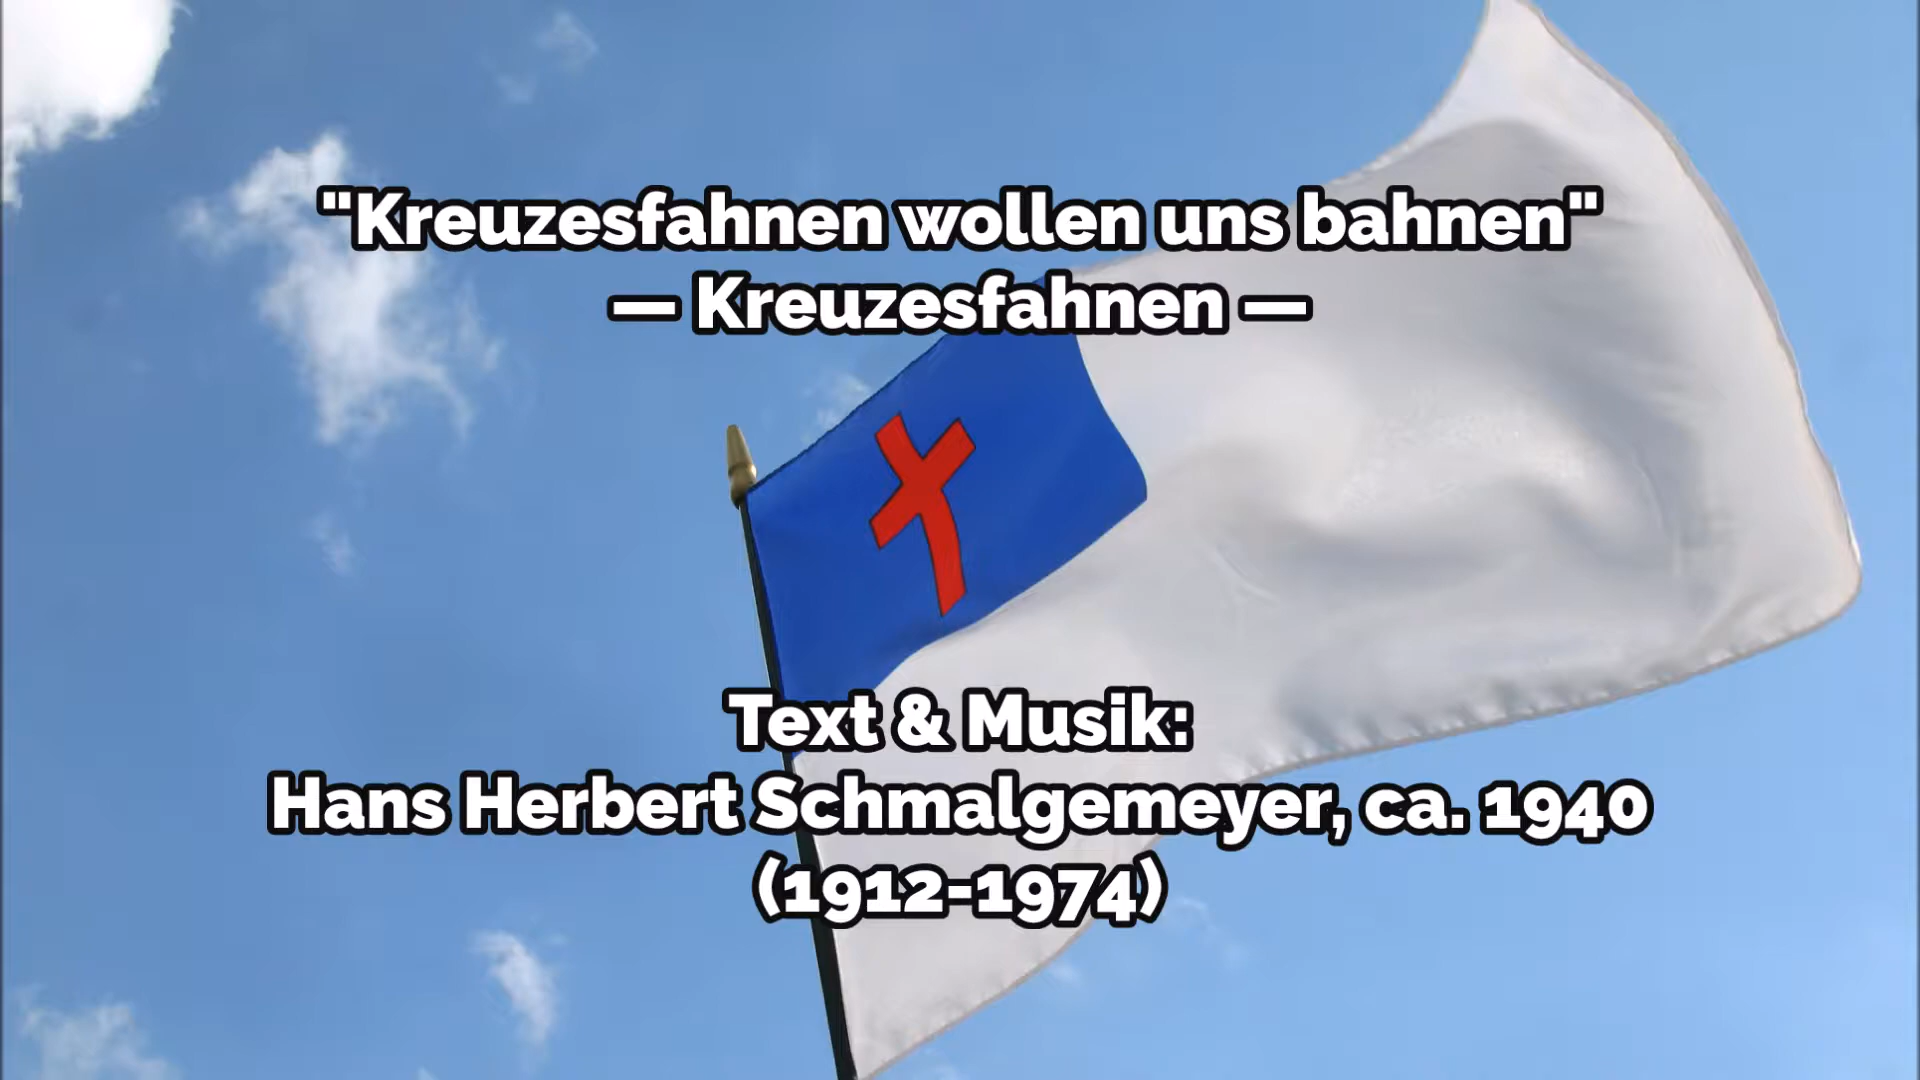 "Kreuzesfahnen wollen uns bahnen"
— Kreuzesfahnen —
Text & Musik:
Hans Herbert Schmalgemeyer, ca. 1940
(1912-1974)